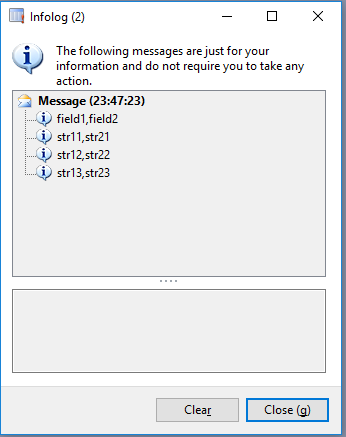 Infolog (2)
The following messages are just for your
information and do not require you to take any
action.
Message (23:47:23)
field1,field2
str11,str21
str12,str22
str13,str23
Clear
Close (g)